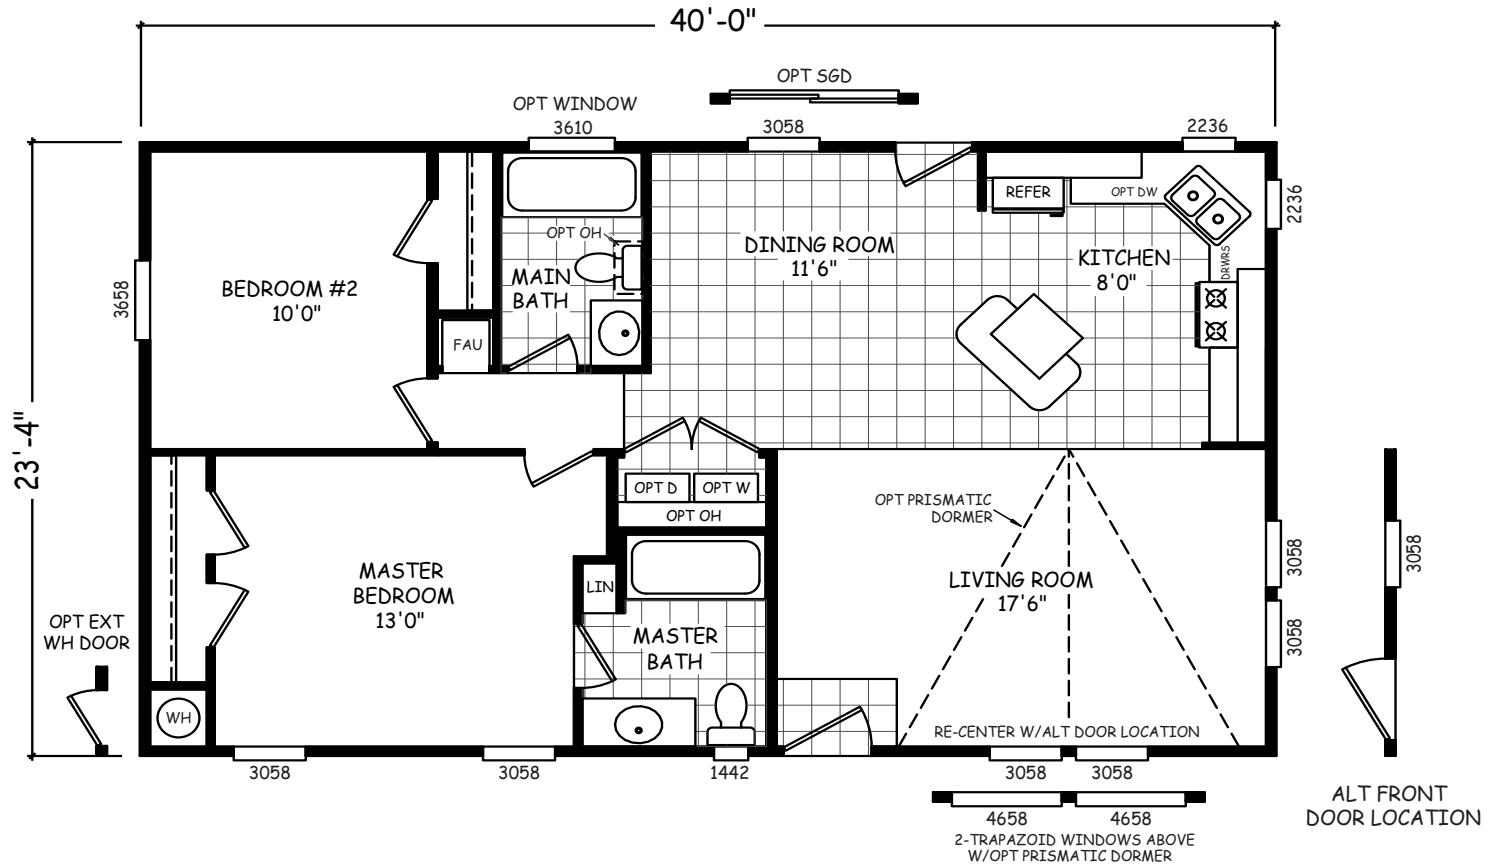 40'-0"
OPT SGD
OPT WINDOW
3610
3058
2236
2236
REFER
OPT DW
OPT OH
DINING ROOM
11'6"
KITCHEN
8'0"
DRWRS
MAIN
BATH
BEDROOM #2
10'0"
3658
FAU
23'-4"
OPT D
OPT W
OPT OH
OPT PRISMATIC
DORMER
3058
3058
LIVING ROOM
17'6"
MASTER
BEDROOM
13'0"
LIN
3058
OPT EXT
WH DOOR
MASTER
BATH
WH
RE-CENTER W/ALT DOOR LOCATION
3058
3058
1442
3058
3058
ALT FRONT
DOOR LOCATION
4658
4658
2-TRAPAZOID WINDOWS ABOVE
W/OPT PRISMATIC DORMER